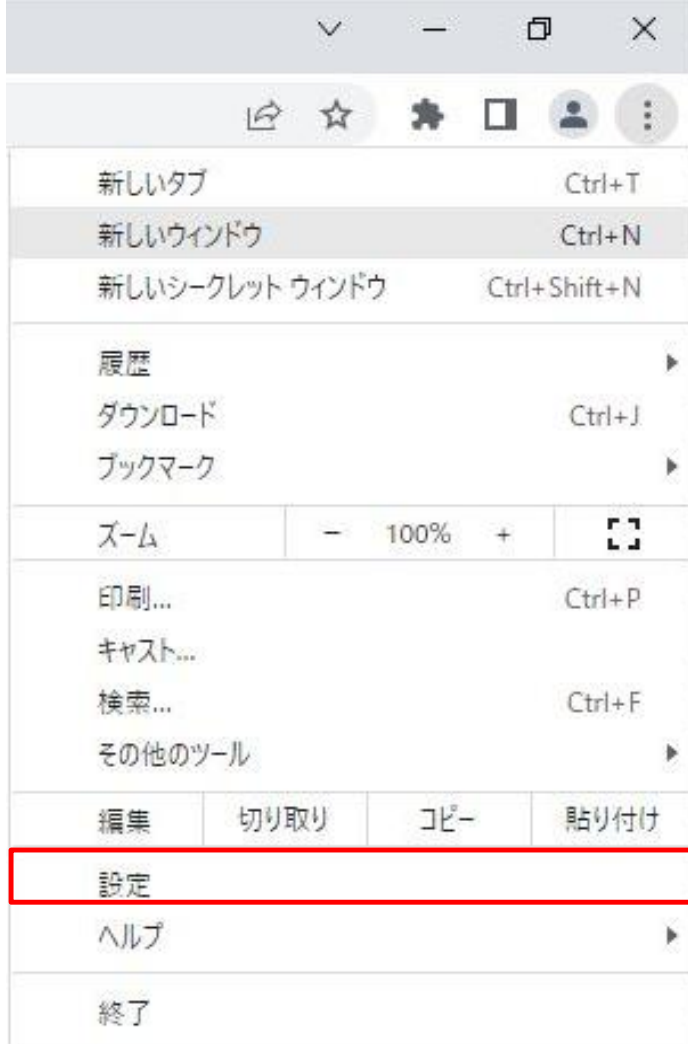 新しいタブ Ctrl+T
新しいウィンドウ Ctrl+N
新しいシークレット ウィンドウ Ctrl+Shift+N
履歴
ダウンロード Ctrl+J
ブックマーク
ズーム － 100% +
印刷... Ctrl+P
キャスト...
検索... Ctrl+F
その他のツール
編集 切り取り コピー 貼り付け
設定
ヘルプ
終了